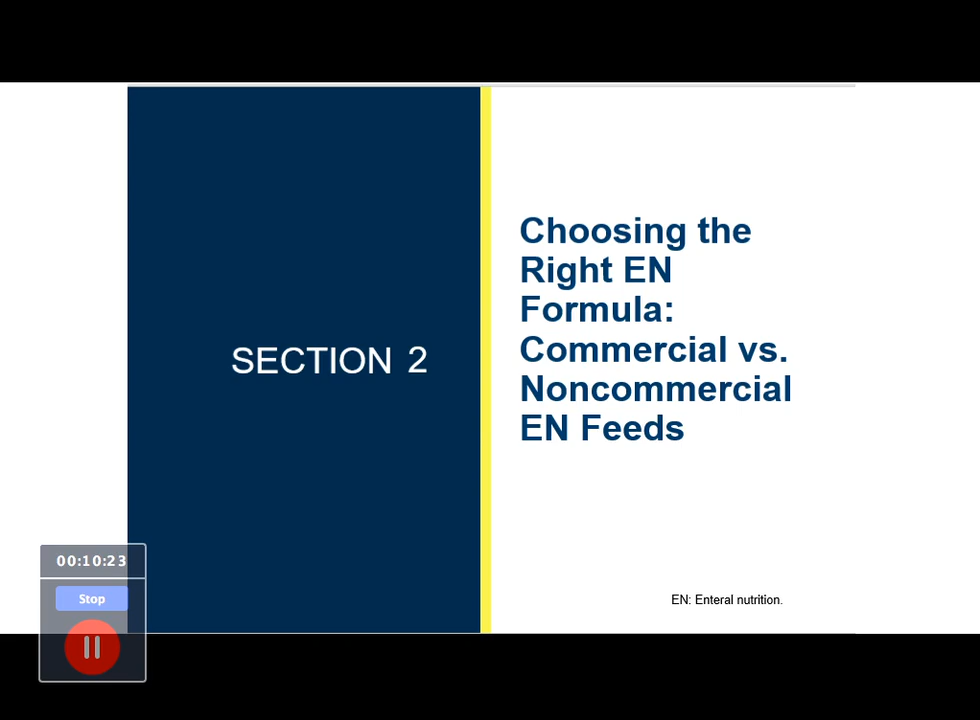 SECTION 2
Choosing the
Right EN
Formula:
Commercial vs.
Noncommercial
EN Feeds
00:10:23
Stop
EN: Enteral nutrition.